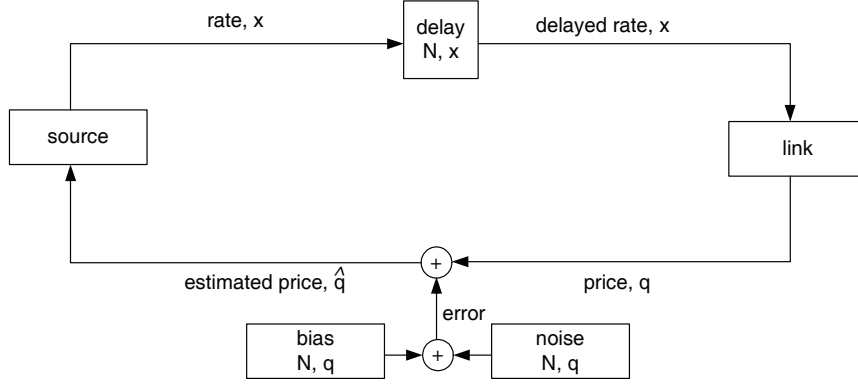 rate, x
delay
N, x
delayed rate, x
source
link
+
estimated price, q̂
price, q
error
bias
N, q
+
noise
N, q